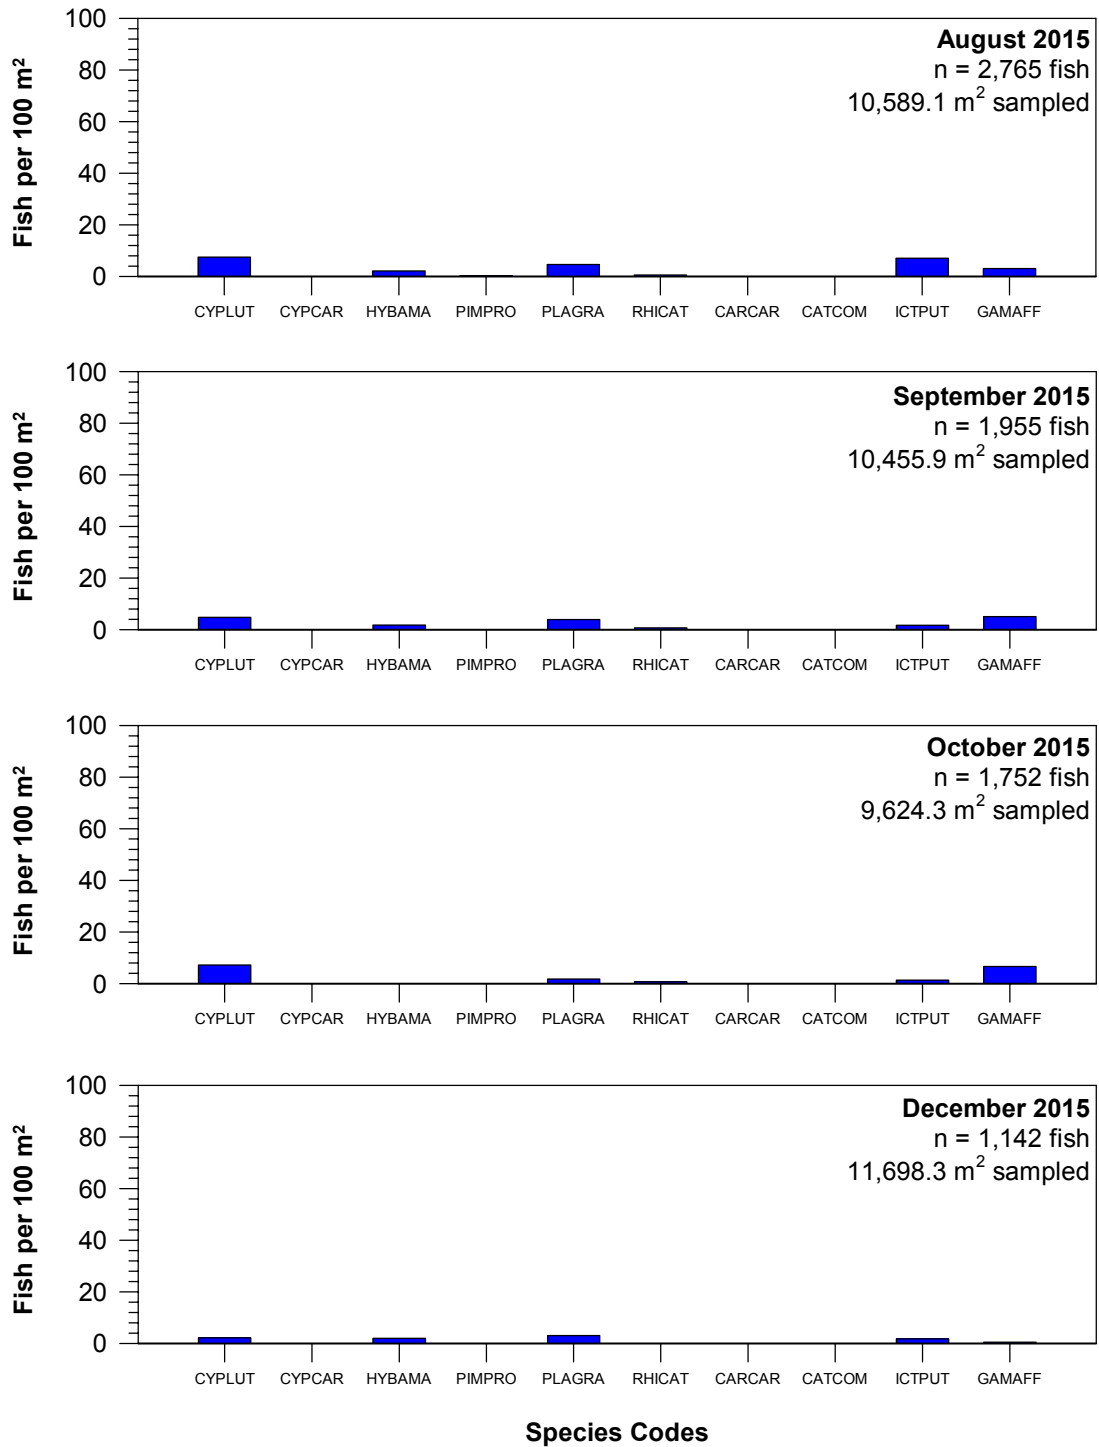 August 2015
n = 2,765 fish
10,589.1 m² sampled
Fish per 100 m²
100
80
60
40
20
0
CYPLUT CYPCAR HYBAMA PIMPRO PLAGRA RHICAT CARCAR CATCOM ICTPUT GAMAFF
September 2015
n = 1,955 fish
10,455.9 m² sampled
Fish per 100 m²
100
80
60
40
20
0
CYPLUT CYPCAR HYBAMA PIMPRO PLAGRA RHICAT CARCAR CATCOM ICTPUT GAMAFF
October 2015
n = 1,752 fish
9,624.3 m² sampled
Fish per 100 m²
100
80
60
40
20
0
CYPLUT CYPCAR HYBAMA PIMPRO PLAGRA RHICAT CARCAR CATCOM ICTPUT GAMAFF
December 2015
n = 1,142 fish
11,698.3 m² sampled
Fish per 100 m²
100
80
60
40
20
0
CYPLUT CYPCAR HYBAMA PIMPRO PLAGRA RHICAT CARCAR CATCOM ICTPUT GAMAFF
Species Codes